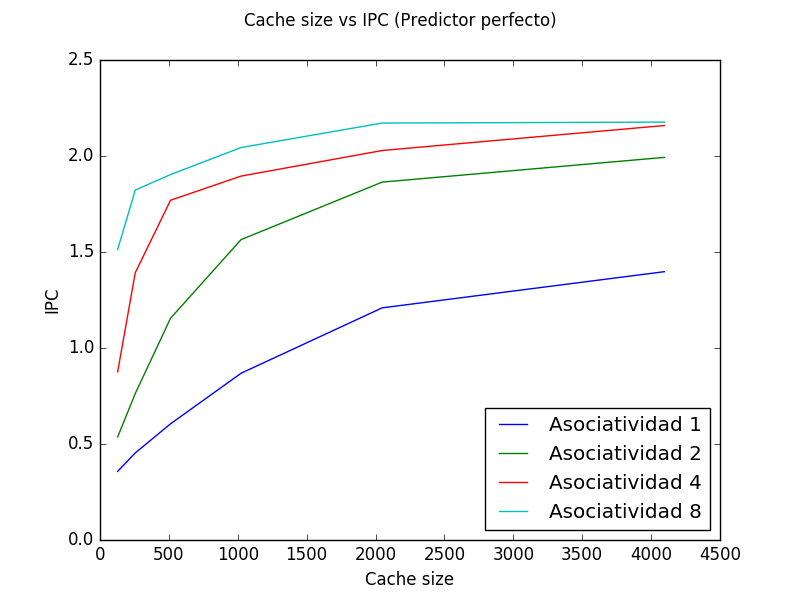 Cache size vs IPC (Predictor perfecto)
2.5
2.0
1.5
1.0
0.5
0.0
IPC
0 500 1000 1500 2000 2500 3000 3500 4000 4500
Cache size
Asociatividad 1
Asociatividad 2
Asociatividad 4
Asociatividad 8